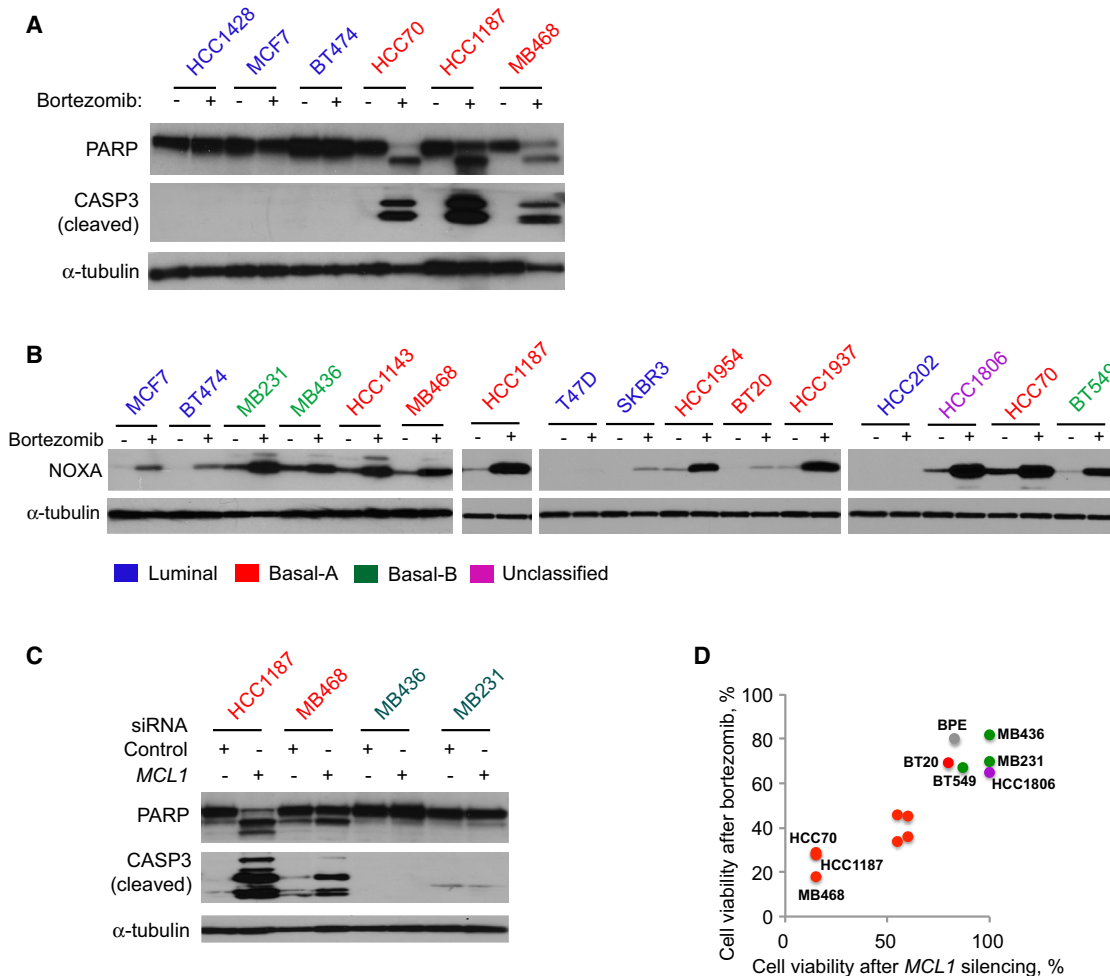 A
HCC1428 MCF7 BT474 HCC70 HCC1187 MB468
Bortezomib: - + - + - + - + - + - +
PARP
CASP3
(cleaved)
α-tubulin
B
MCF7 BT474 MB231 MB436 HCC1143 MB468 HCC1187 T47D SKBR3 HCC1954 BT20 HCC1937 HCC202 HCC1806 HCC70 BT549
Bortezomib - + - + - + - + - + - + - + - + - + - + - + - + - + - + - + - +
NOXA
α-tubulin
Luminal Basal-A Basal-B Unclassified
C
HCC1187 MB468 MB436 MB231
siRNA
Control + - + - + - + -
MCL1 - + - + - + - +
PARP
CASP3
(cleaved)
α-tubulin
D
Cell viability after bortezomib, %
100
80
60
40
20
0
BPE
MB436
BT20
MB231
BT549
HCC1806
HCC70
HCC1187
MB468
0 50 100
Cell viability after MCL1 silencing, %